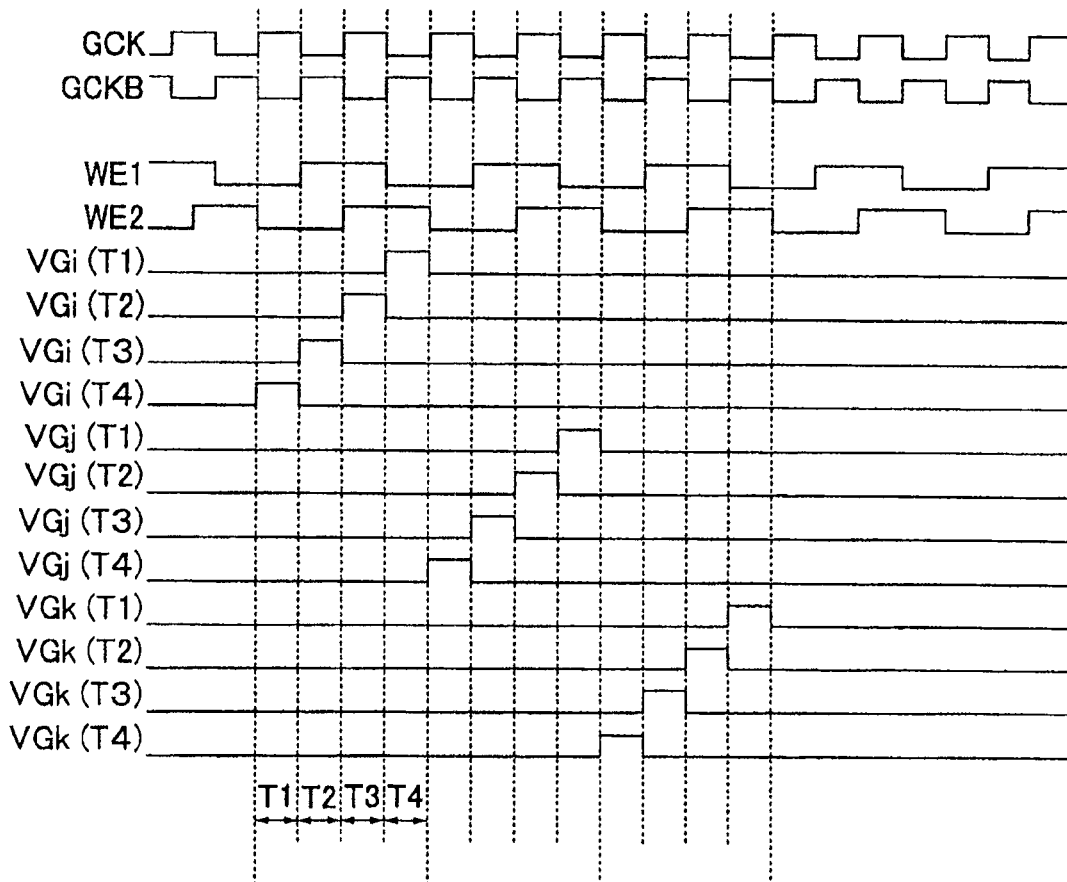 GCK
GCKB
WE1
WE2
VGi (T1)
VGi (T2)
VGi (T3)
VGi (T4)
VGj (T1)
VGj (T2)
VGj (T3)
VGj (T4)
VGk (T1)
VGk (T2)
VGk (T3)
VGk (T4)
T1 T2 T3 T4